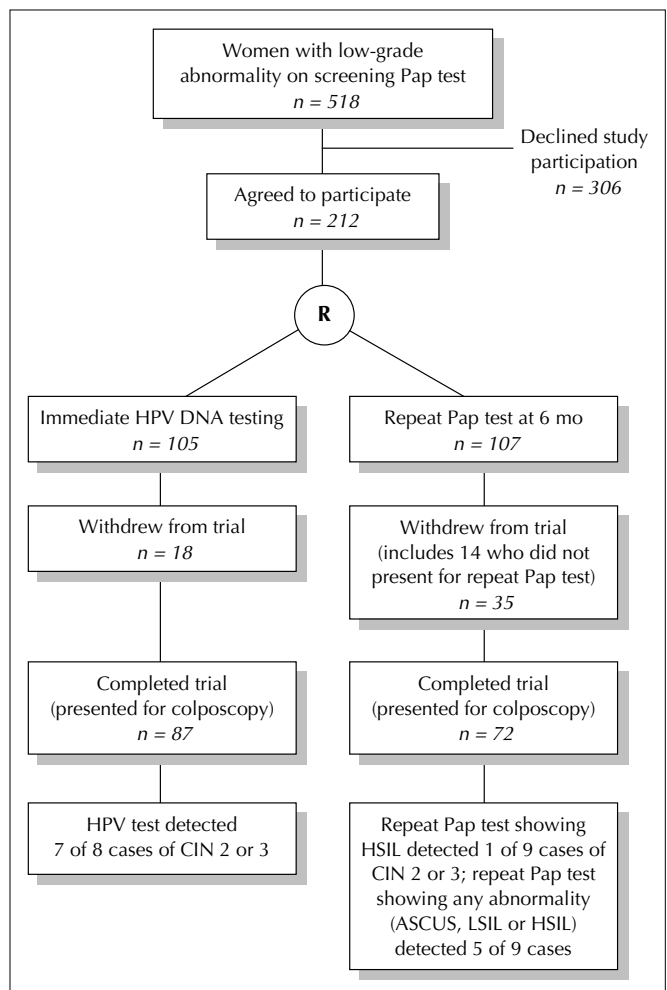 Women with low-grade
abnormality on screening Pap test
n = 518
Declined study
participation
n = 306
Agreed to participate
n = 212
R
Immediate HPV DNA testing
n = 105
Repeat Pap test at 6 mo
n = 107
Withdrew from trial
n = 18
Withdrew from trial
(includes 14 who did not
present for repeat Pap test)
n = 35
Completed trial
(presented for colposcopy)
n = 87
Completed trial
(presented for colposcopy)
n = 72
HPV test detected
7 of 8 cases of CIN 2 or 3
Repeat Pap test showing
HSIL detected 1 of 9 cases of
CIN 2 or 3; repeat Pap test
showing any abnormality
(ASCUS, LSIL or HSIL)
detected 5 of 9 cases